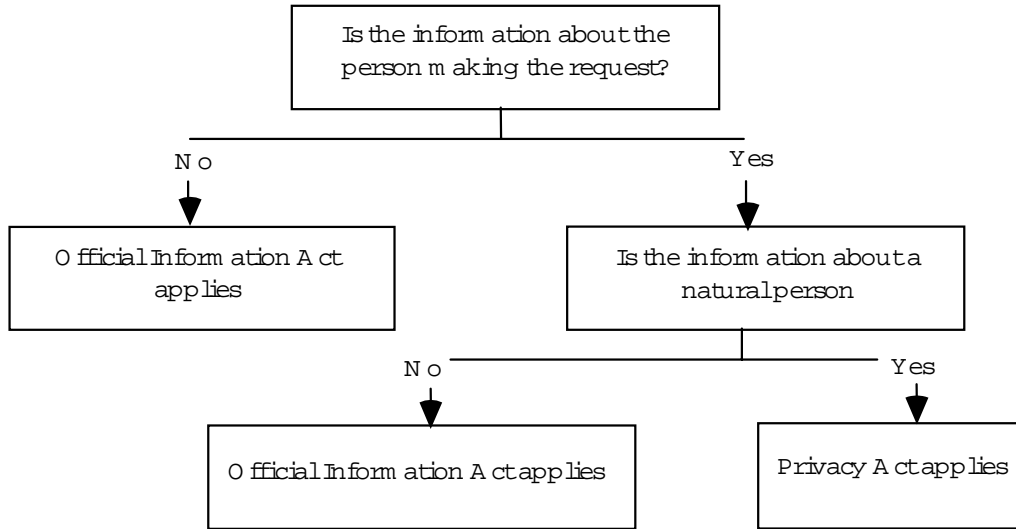 Is the information about the
person making the request?
No
Yes
Official Information Act
applies
Is the information about a
natural person
No
Yes
Official Information Act applies
Privacy Act applies